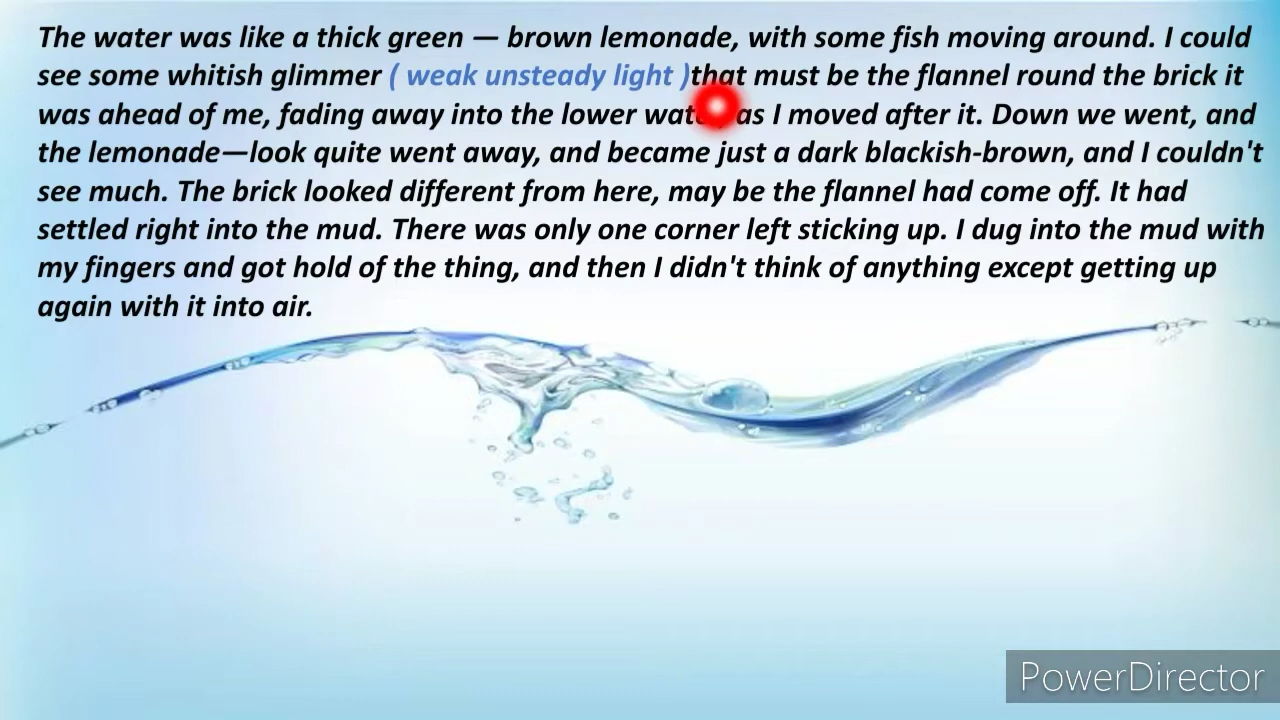 The water was like a thick green — brown lemonade, with some fish moving around. I could
see some whitish glimmer ( weak unsteady light )that must be the flannel round the brick it
was ahead of me, fading away into the lower as I moved after it. Down we went, and
the lemonade—look quite went away, and became just a dark blackish-brown, and I couldn't
see much. The brick looked different from here, may be the flannel had come off. It had
settled right into the mud. There was only one corner left sticking up. I dug into the mud with
my fingers and got hold of the thing, and then I didn't think of anything except getting up
again with it into air.
PowerDirector